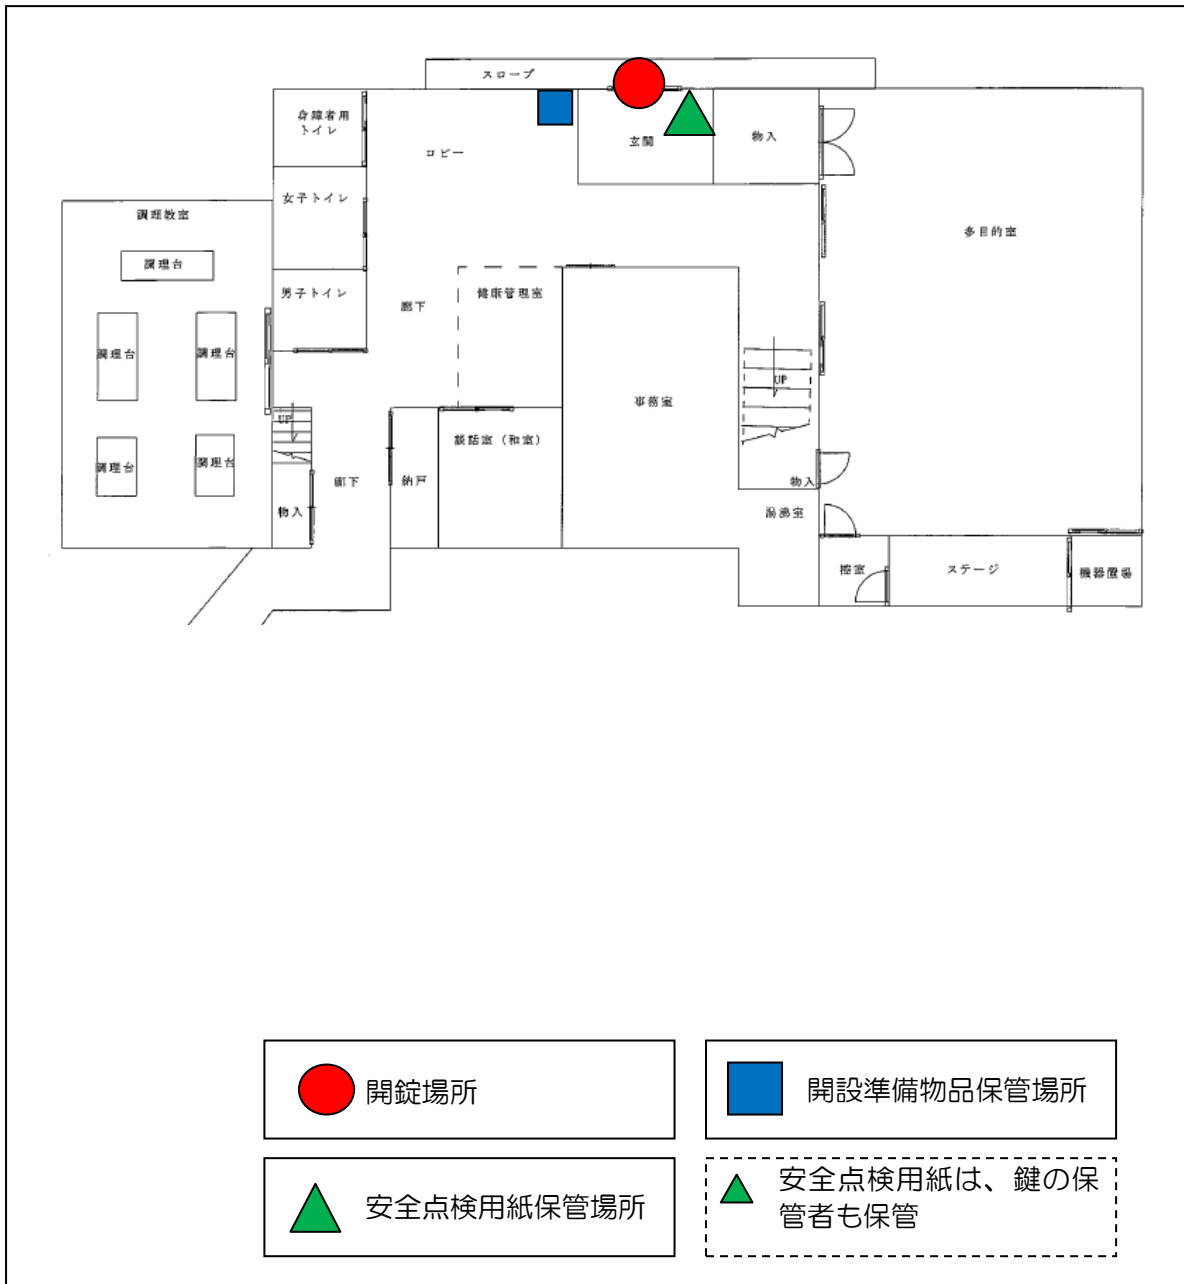 スロープ
身障者用
トイレ
ロビー
玄関
物入
女子トイレ
調理教室
多目的室
調理台
男子トイレ
廊下
健康管理室
調理台
調理台
UP
事務室
UP
談話室(和室)
調理台
調理台
廊下
納戸
物入
物入
湯沸室
控室
ステージ
機器置場
開錠場所
開設準備物品保管場所
安全点検用紙保管場所
安全点検用紙は、鍵の保
管者も保管